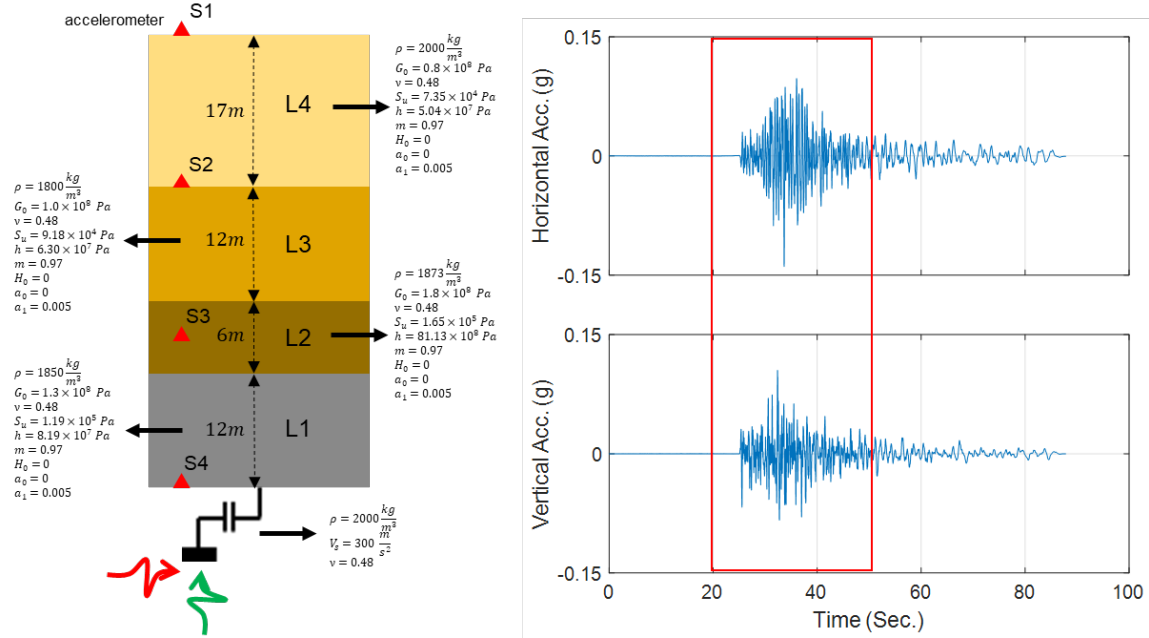 accelerometer
S1
ρ = 2000 kg/m³
G₀ = 0.8 × 10⁸ Pa
ν = 0.48
Sᵤ = 7.35 × 10⁴ Pa
h = 5.04 × 10⁷ Pa
m = 0.97
H₀ = 0
a₀ = 0
a₁ = 0.005
17m
L4
S2
ρ = 1800 kg/m³
G₀ = 1.0 × 10⁸ Pa
ν = 0.48
Sᵤ = 9.18 × 10⁴ Pa
h = 6.30 × 10⁷ Pa
m = 0.97
H₀ = 0
a₀ = 0
a₁ = 0.005
12m
L3
ρ = 1873 kg/m³
G₀ = 1.8 × 10⁸ Pa
ν = 0.48
Sᵤ = 1.65 × 10⁵ Pa
h = 81.13 × 10⁸ Pa
m = 0.97
H₀ = 0
a₀ = 0
a₁ = 0.005
S3
6m
L2
ρ = 1850 kg/m³
G₀ = 1.3 × 10⁸ Pa
ν = 0.48
Sᵤ = 1.19 × 10⁵ Pa
h = 8.19 × 10⁷ Pa
m = 0.97
H₀ = 0
a₀ = 0
a₁ = 0.005
12m
L1
S4
ρ = 2000 kg/m³
Vₛ = 300 m/s²
ν = 0.48
0.15
0
-0.15
Horizontal Acc. (g)
0.15
0
-0.15
Vertical Acc. (g)
0 20 40 60 80 100
Time (Sec.)